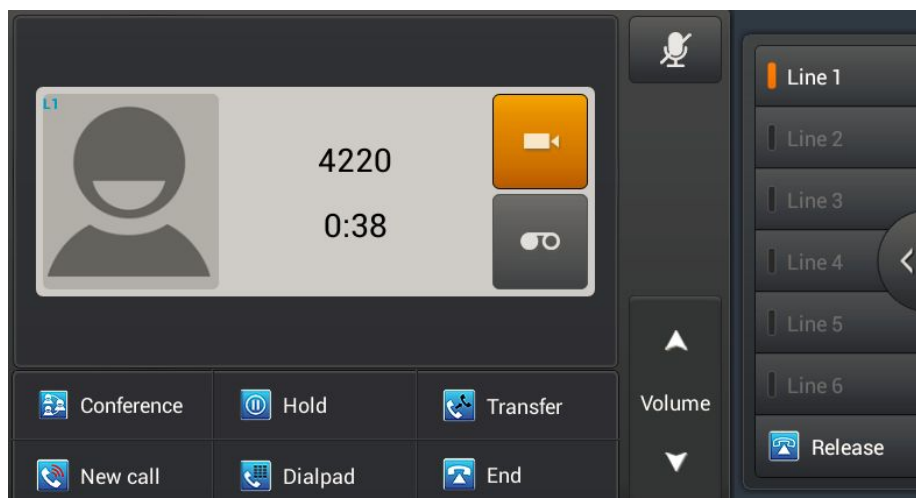 L1
4220
0:38
Conference
Hold
Transfer
New call
Dialpad
End
Volume
Line 1
Line 2
Line 3
Line 4
Line 5
Line 6
Release